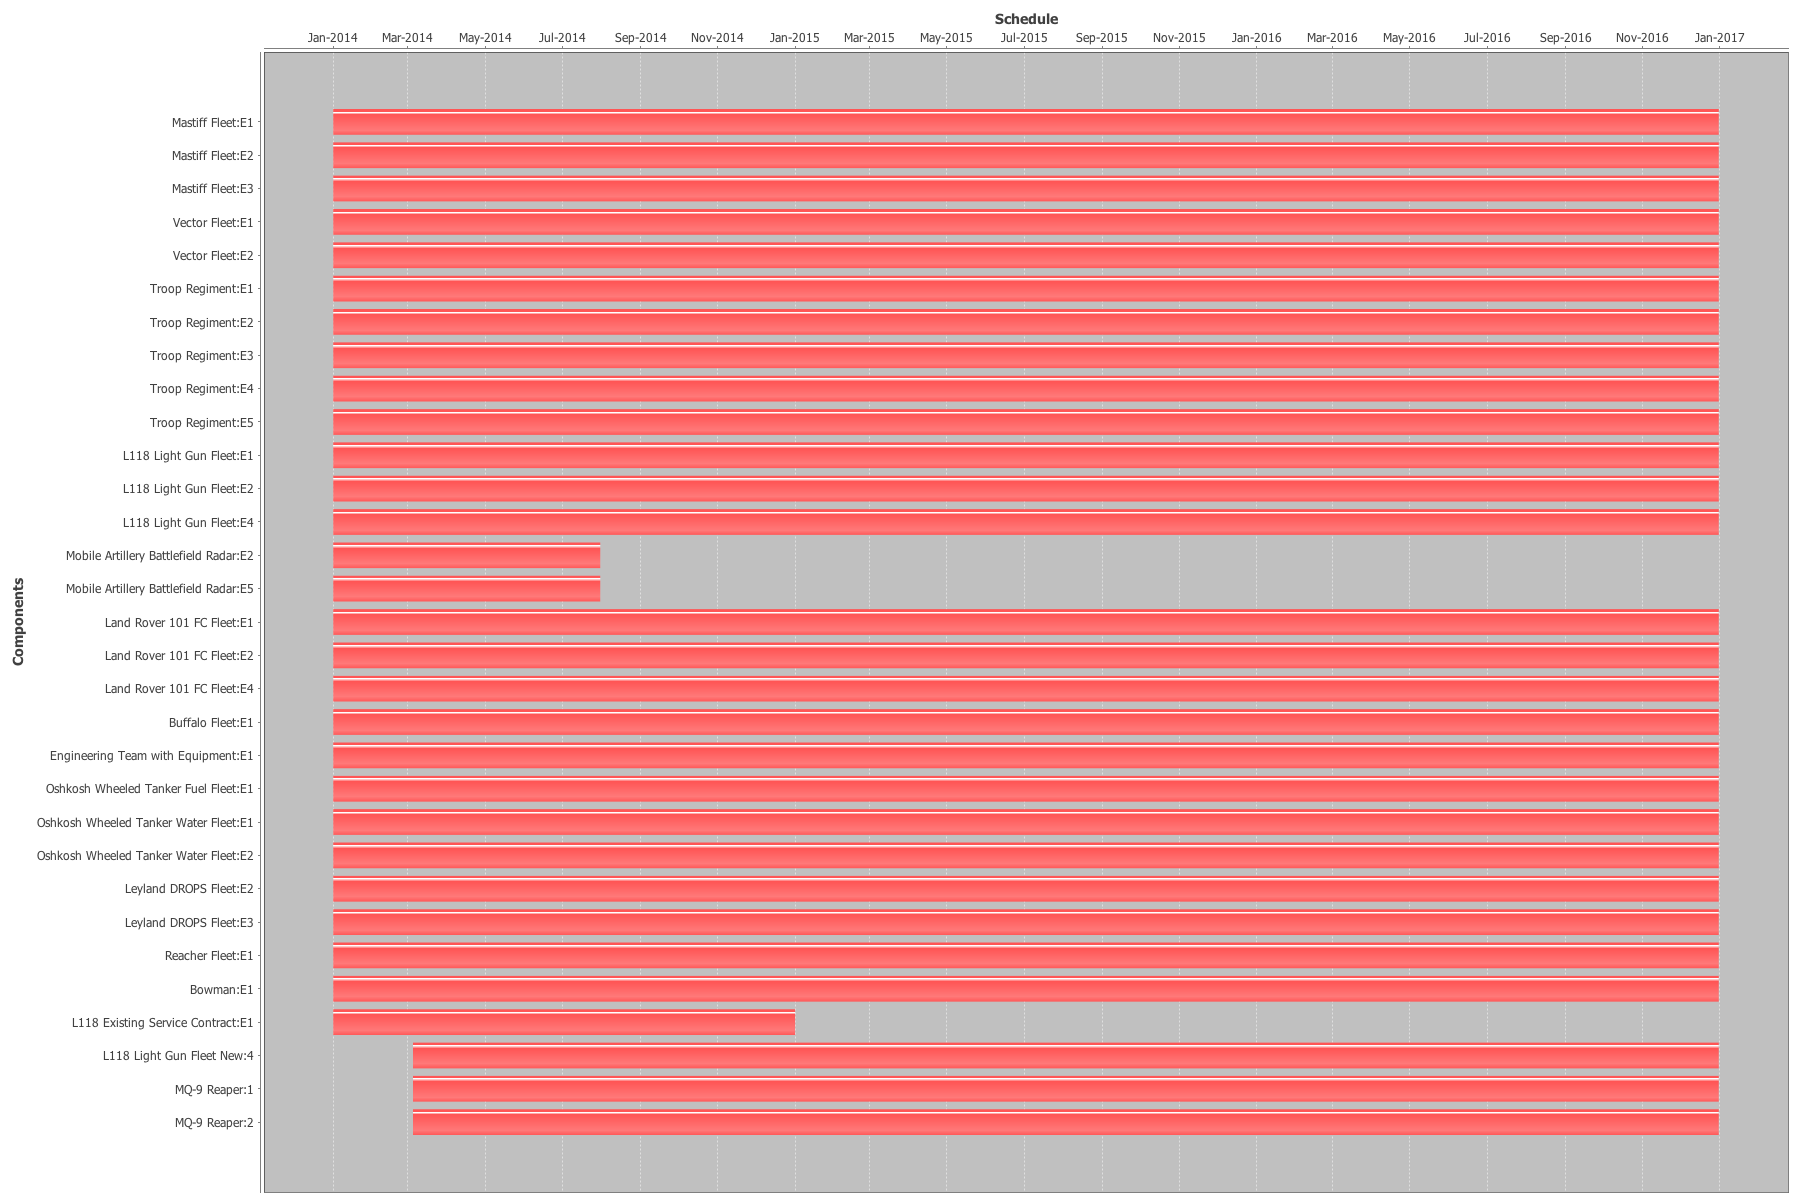 Schedule
Jan-2014 Mar-2014 May-2014 Jul-2014 Sep-2014 Nov-2014 Jan-2015 Mar-2015 May-2015 Jul-2015 Sep-2015 Nov-2015 Jan-2016 Mar-2016 May-2016 Jul-2016 Sep-2016 Nov-2016 Jan-2017
Components
Mastiff Fleet:E1
Mastiff Fleet:E2
Mastiff Fleet:E3
Vector Fleet:E1
Vector Fleet:E2
Troop Regiment:E1
Troop Regiment:E2
Troop Regiment:E3
Troop Regiment:E4
Troop Regiment:E5
L118 Light Gun Fleet:E1
L118 Light Gun Fleet:E2
L118 Light Gun Fleet:E4
Mobile Artillery Battlefield Radar:E2
Mobile Artillery Battlefield Radar:E5
Land Rover 101 FC Fleet:E1
Land Rover 101 FC Fleet:E2
Land Rover 101 FC Fleet:E4
Buffalo Fleet:E1
Engineering Team with Equipment:E1
Oshkosh Wheeled Tanker Fuel Fleet:E1
Oshkosh Wheeled Tanker Water Fleet:E1
Oshkosh Wheeled Tanker Water Fleet:E2
Leyland DROPS Fleet:E2
Leyland DROPS Fleet:E3
Reacher Fleet:E1
Bowman:E1
L118 Existing Service Contract:E1
L118 Light Gun Fleet New:4
MQ-9 Reaper:1
MQ-9 Reaper:2